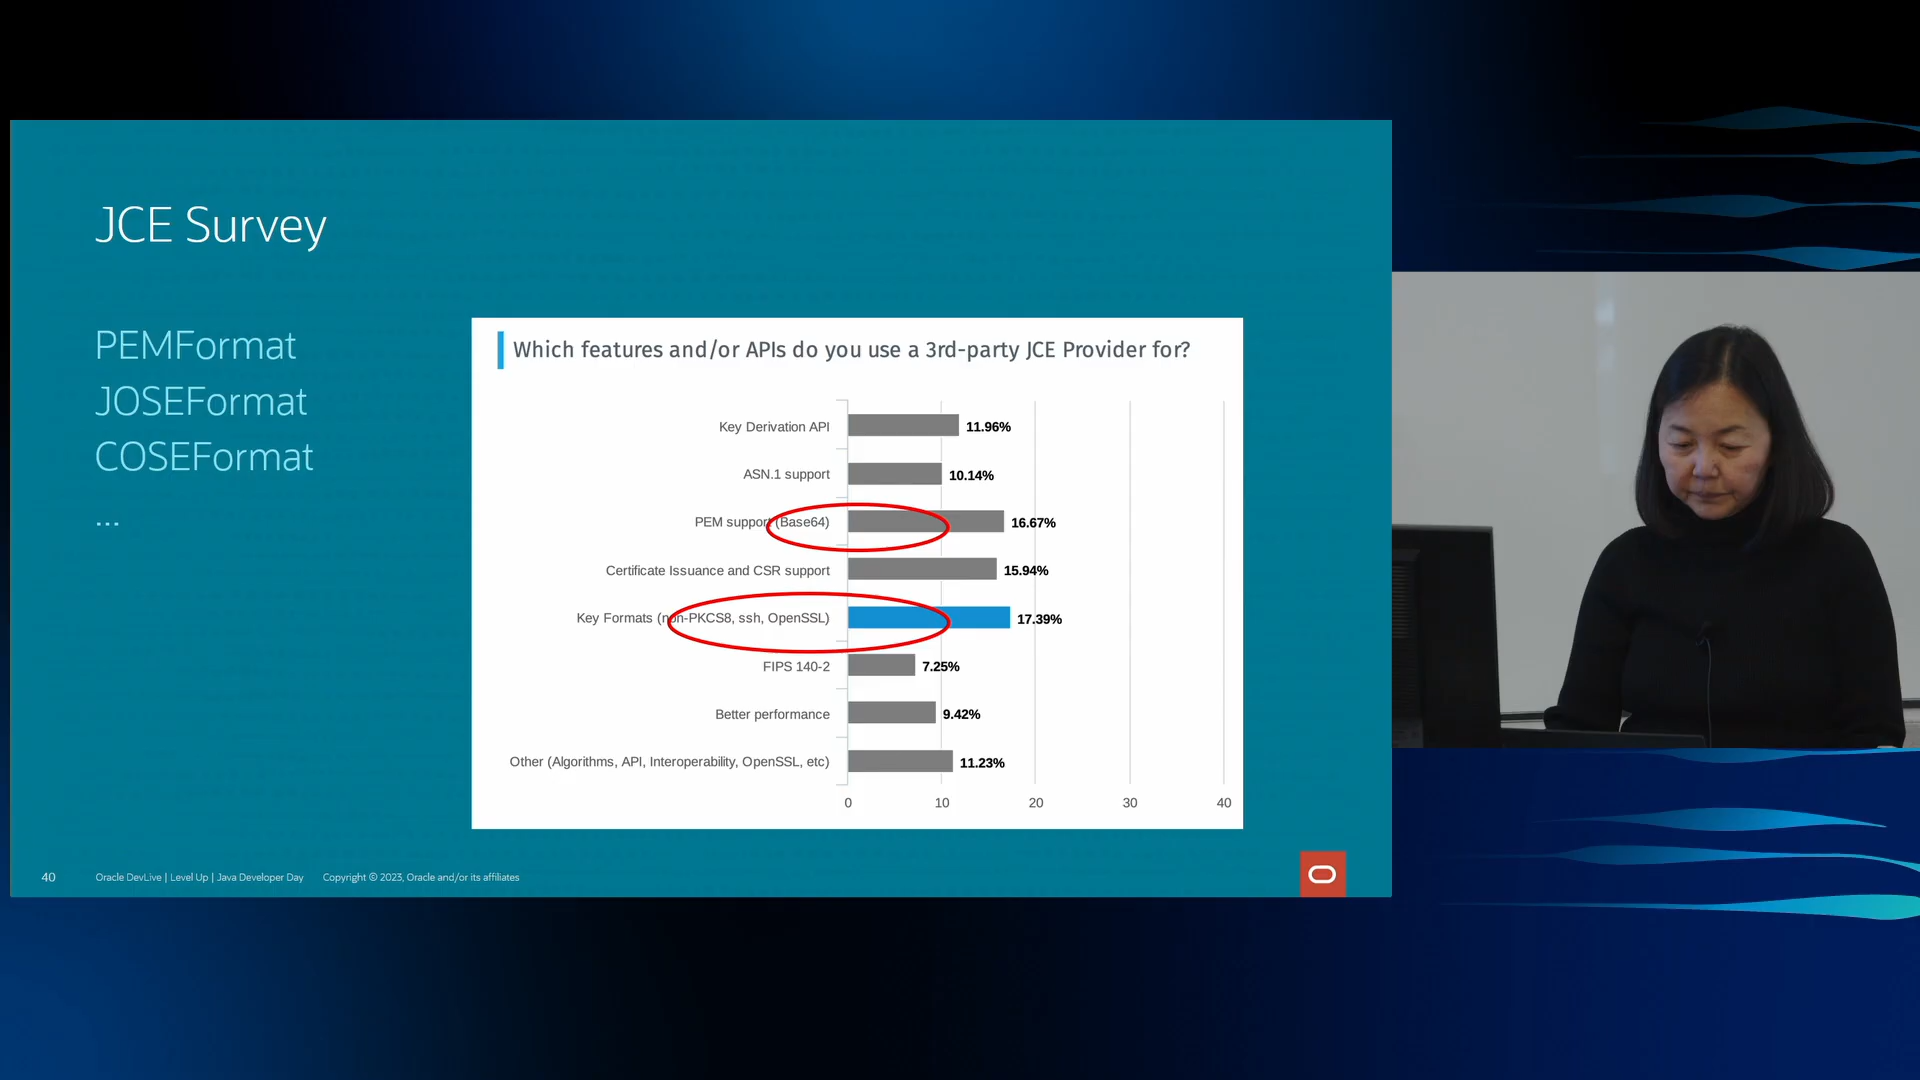 JCE Survey
PEMFormat
JOSEFormat
COSEFormat
...
Which features and/or APIs do you use a 3rd-party JCE Provider for?
Key Derivation API 11.96%
ASN.1 support 10.14%
PEM support (Base64) 16.67%
Certificate Issuance and CSR support 15.94%
Key Formats (non-PKCS8, ssh, OpenSSL) 17.39%
FIPS 140-2 7.25%
Better performance 9.42%
Other (Algorithms, API, Interoperability, OpenSSL, etc) 11.23%
0 10 20 30 40
40 Oracle DevLive | Level Up | Java Developer Day Copyright © 2023, Oracle and/or its affiliates